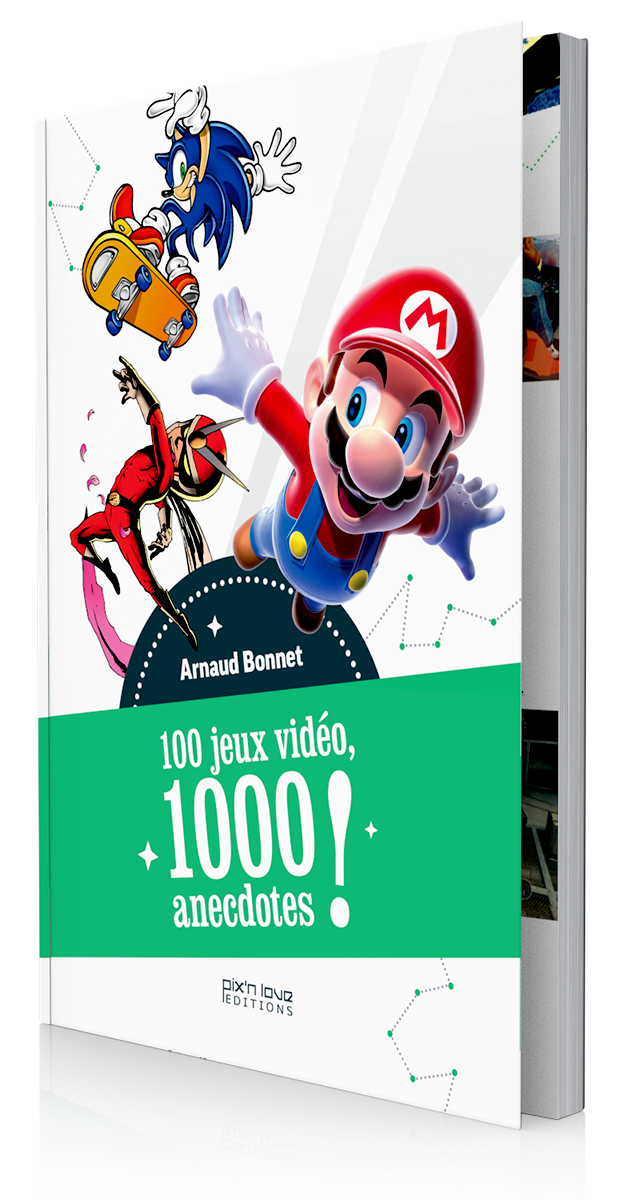 M
Arnaud Bonnet
100 jeux vidéo,
1000 !
anecdotes
pix'n love
EDITIONS